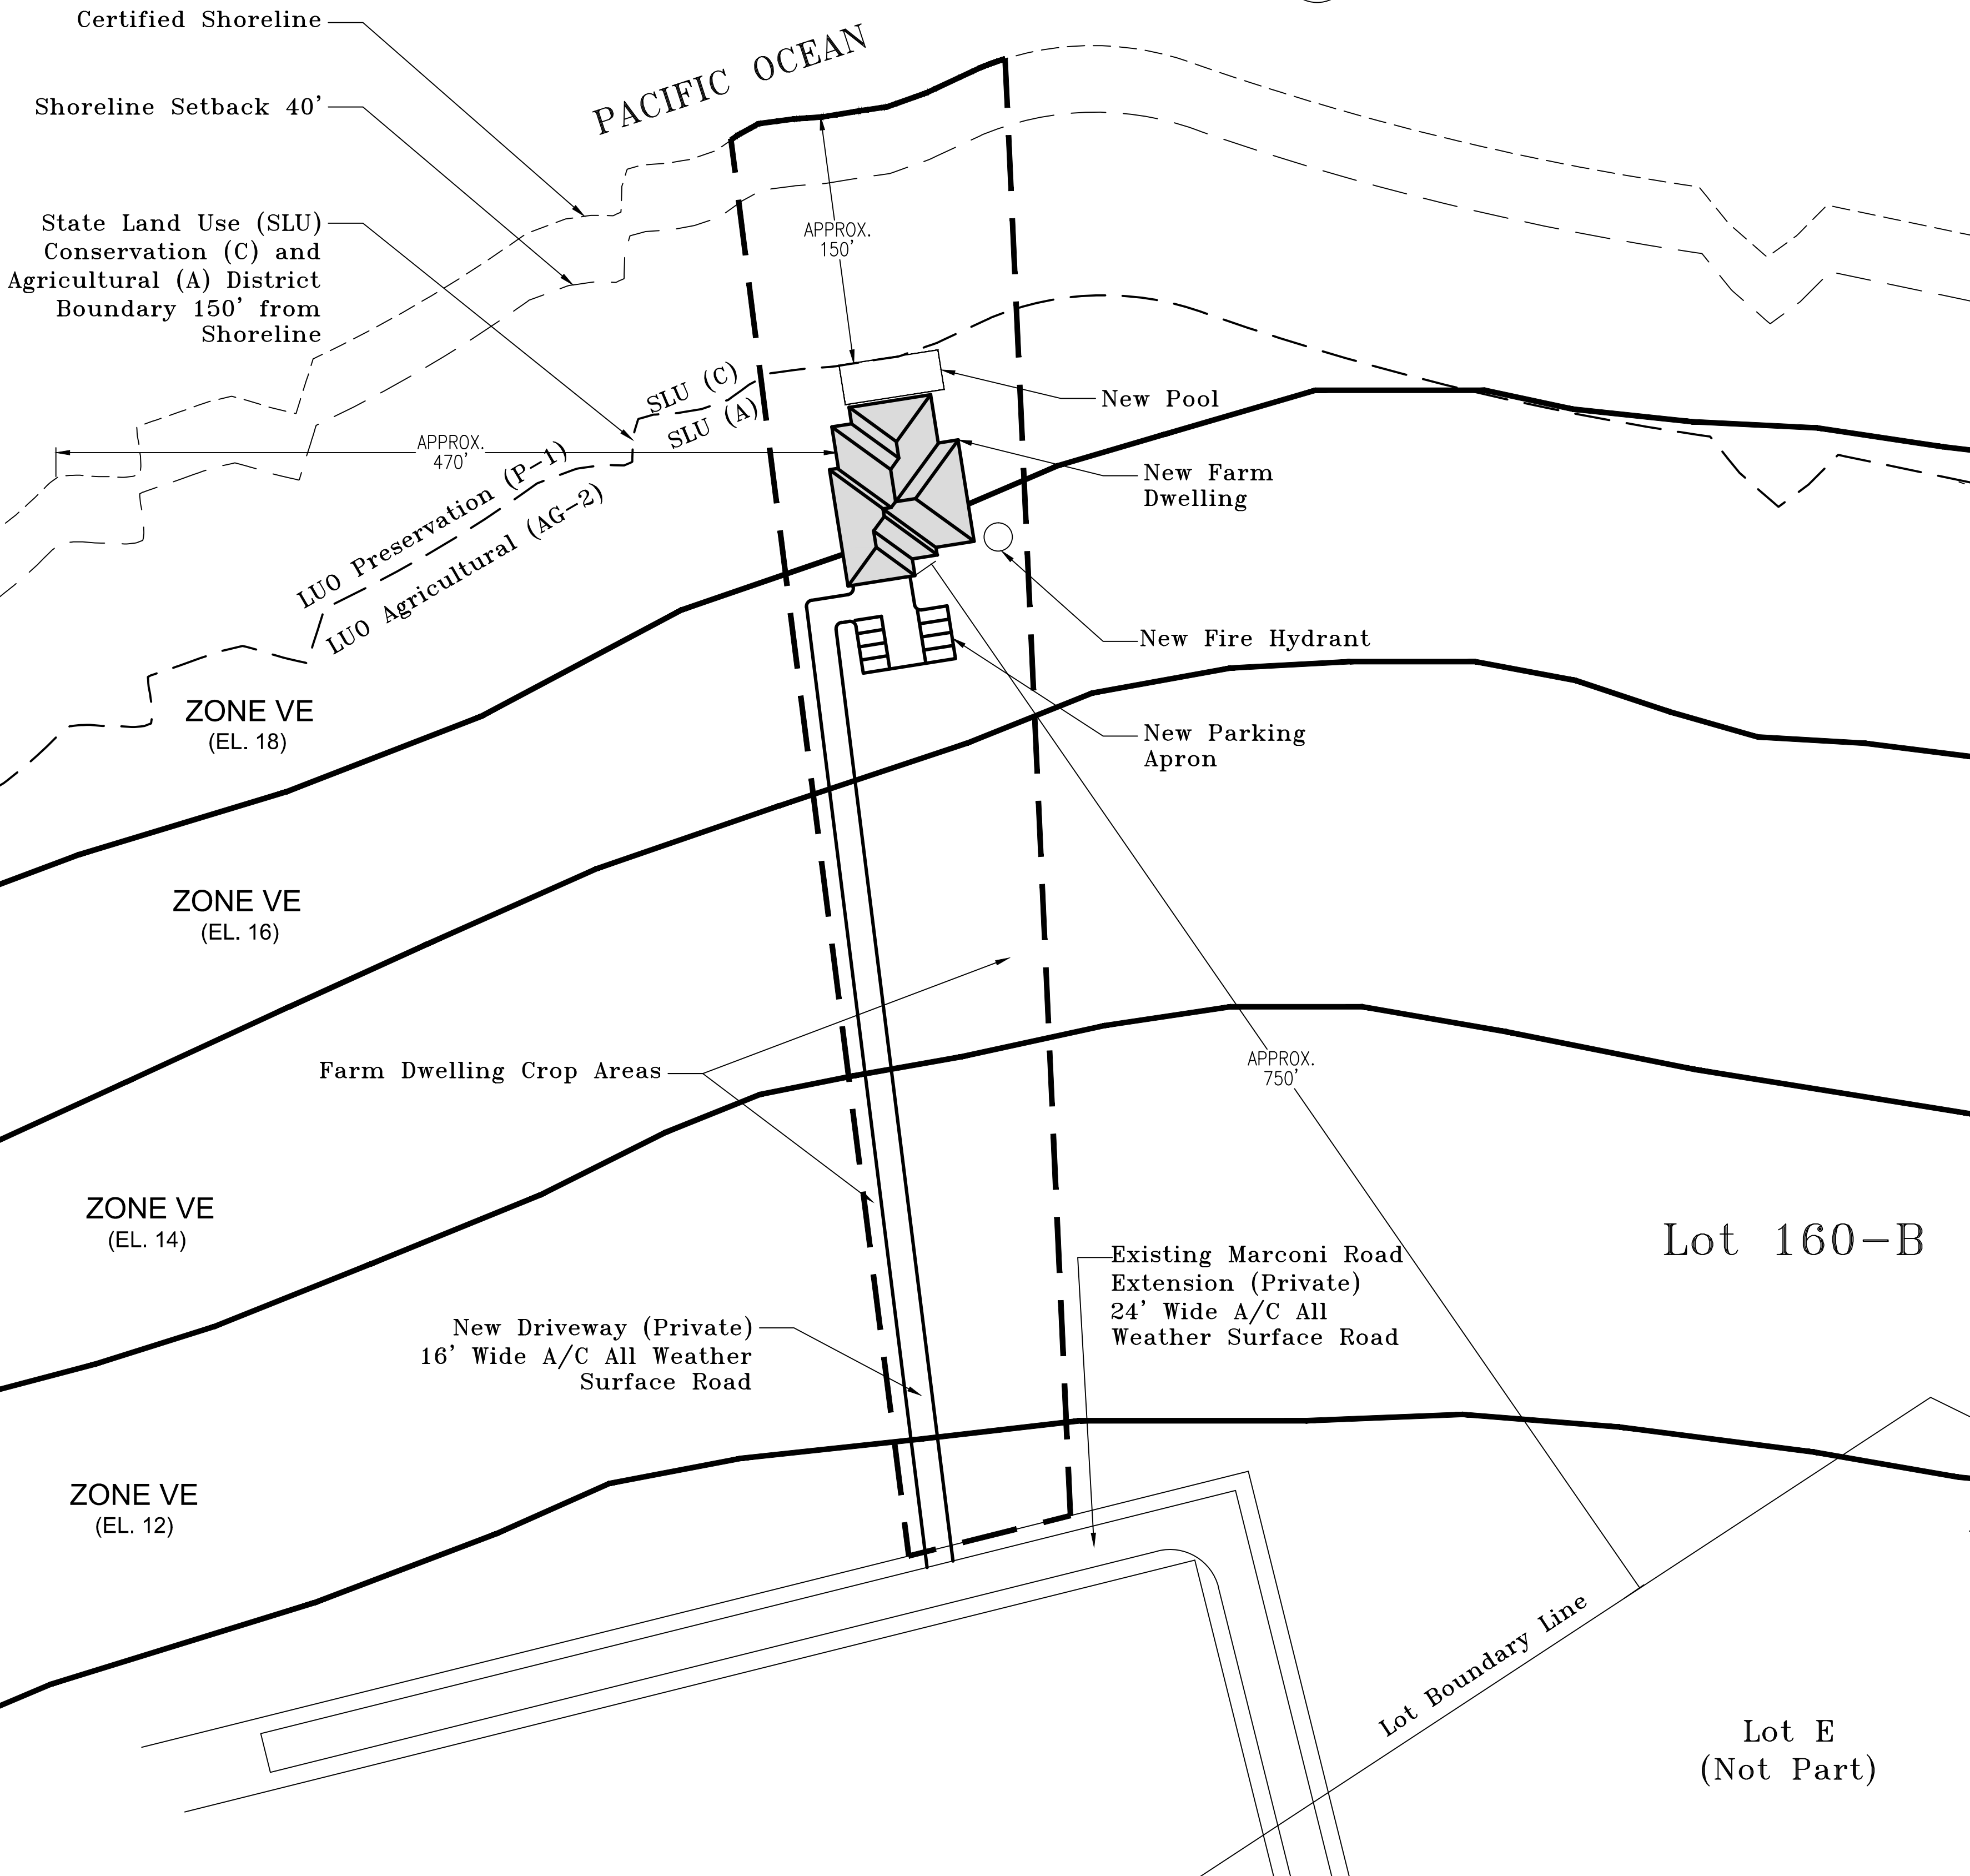 Certified Shoreline
PACIFIC OCEAN
Shoreline Setback 40'
State Land Use (SLU)
Conservation (C) and
Agricultural (A) District
Boundary 150' from
Shoreline
APPROX.
150'
SLU (C)
SLU (A)
New Pool
APPROX.
470'
New Farm
Dwelling
LUO Preservation (P-1)
LUO Agricultural (AG-2)
New Fire Hydrant
ZONE VE
(EL. 18)
New Parking
Apron
ZONE VE
(EL. 16)
Farm Dwelling Crop Areas
APPROX.
750'
ZONE VE
(EL. 14)
Lot 160-B
Existing Marconi Road
Extension (Private)
24' Wide A/C All
Weather Surface Road
New Driveway (Private)
16' Wide A/C All Weather
Surface Road
ZONE VE
(EL. 12)
Lot Boundary Line
Lot E
(Not Part)